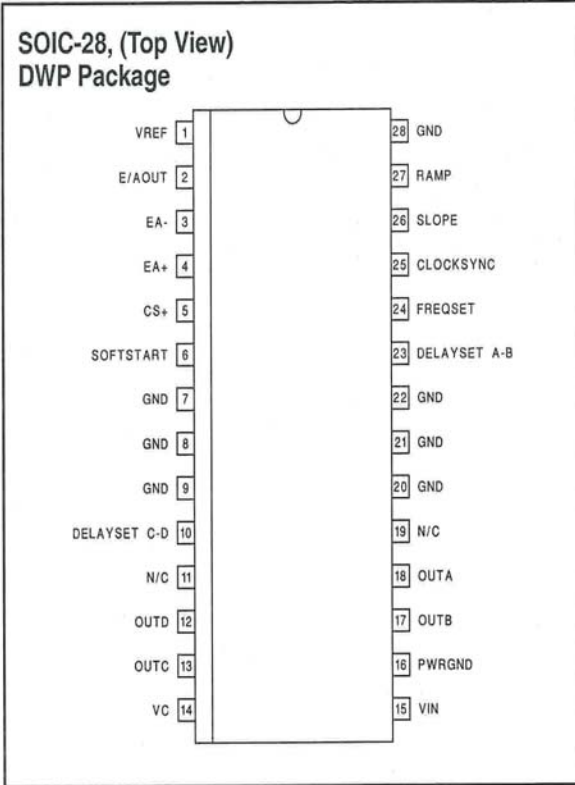 SOIC-28, (Top View)
DWP Package
VREF 1
E/AOUT 2
EA- 3
EA+ 4
CS+ 5
SOFTSTART 6
GND 7
GND 8
GND 9
DELAYSET C-D 10
N/C 11
OUTD 12
OUTC 13
VC 14
28 GND
27 RAMP
26 SLOPE
25 CLOCKSYNC
24 FREQSET
23 DELAYSET A-B
22 GND
21 GND
20 GND
19 N/C
18 OUTA
17 OUTB
16 PWRGND
15 VIN